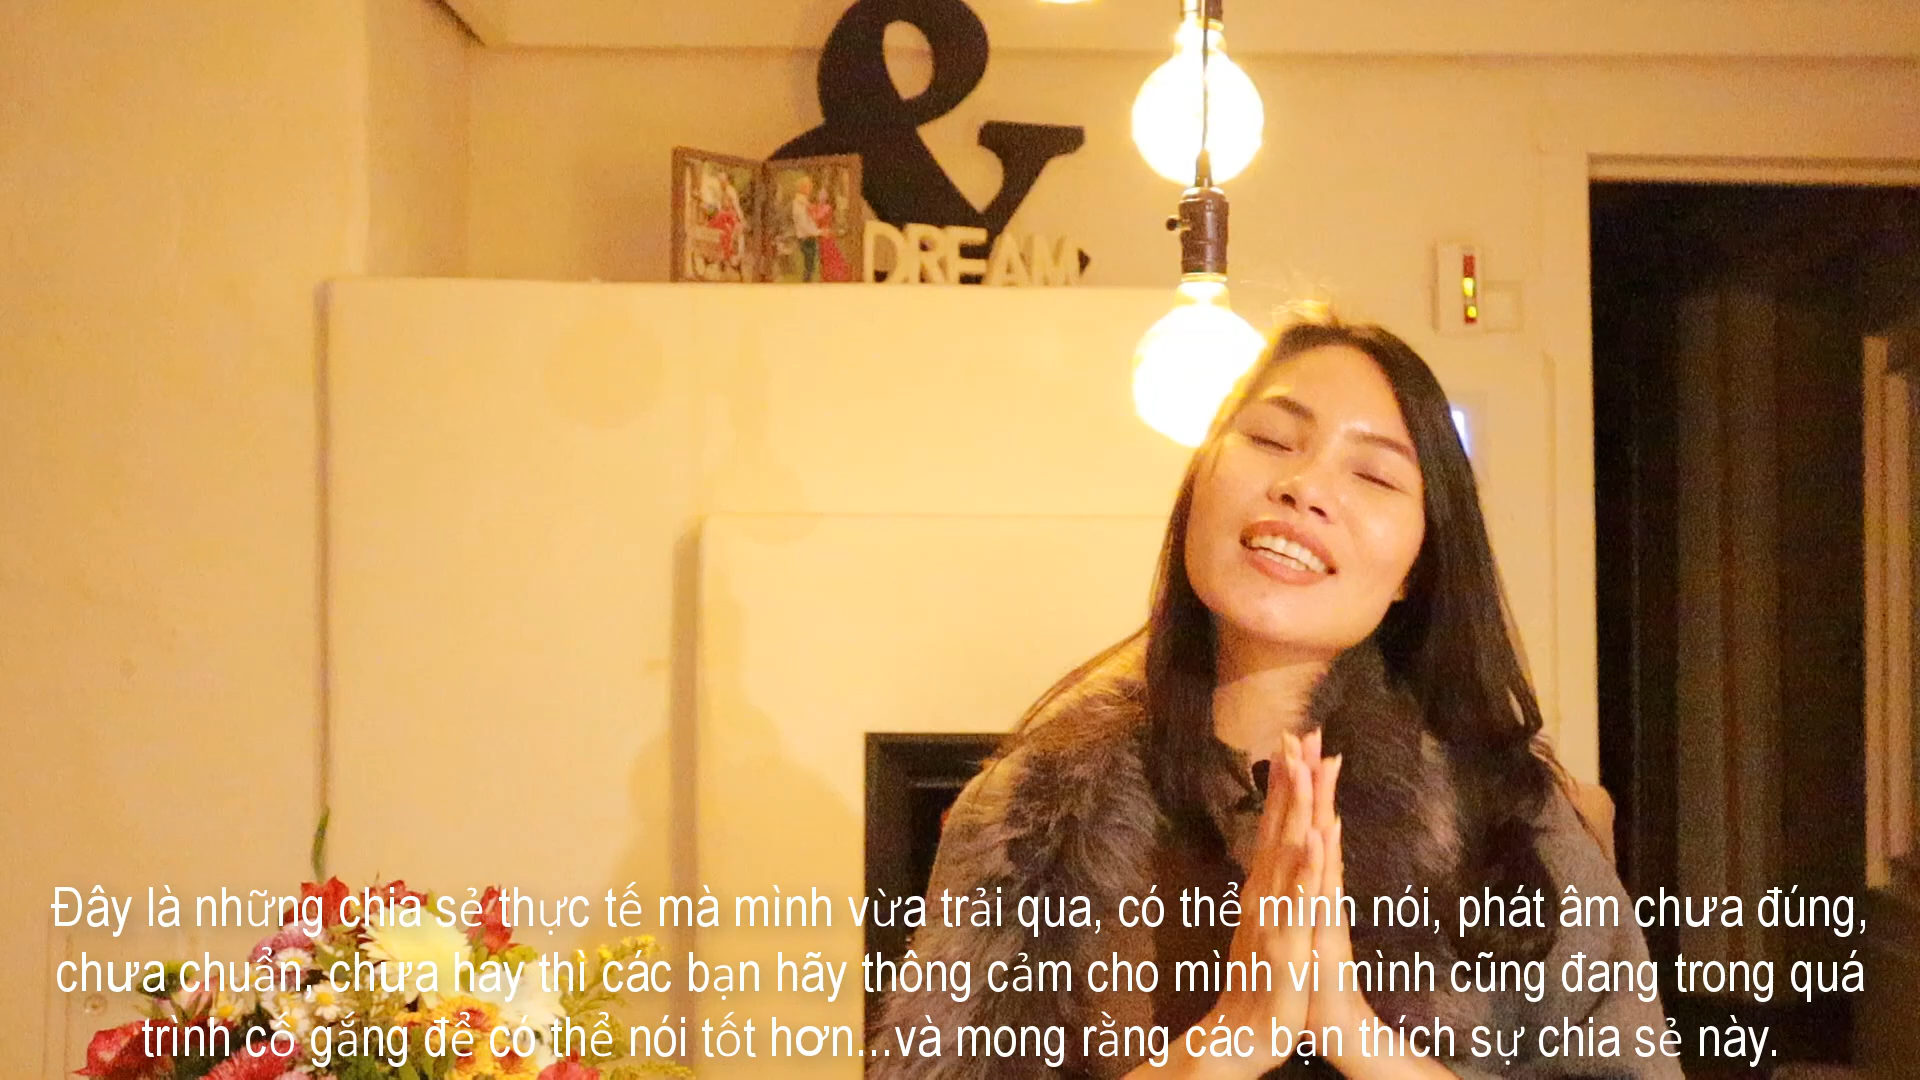 &
DREAM
Đây là những chia sẻ thực tế mà mình vừa trải qua, có thể mình nói, phát âm chưa đúng,
chưa chuẩn, chưa hay thì các bạn hãy thông cảm cho mình vì mình cũng đang trong quá
trình cố gắng để có thể nói tốt hơn...và mong rằng các bạn thích sự chia sẻ này.